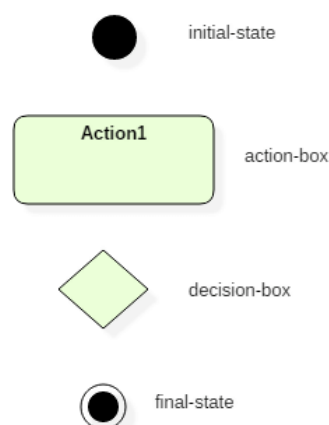 initial-state
Action1
action-box
decision-box
final-state